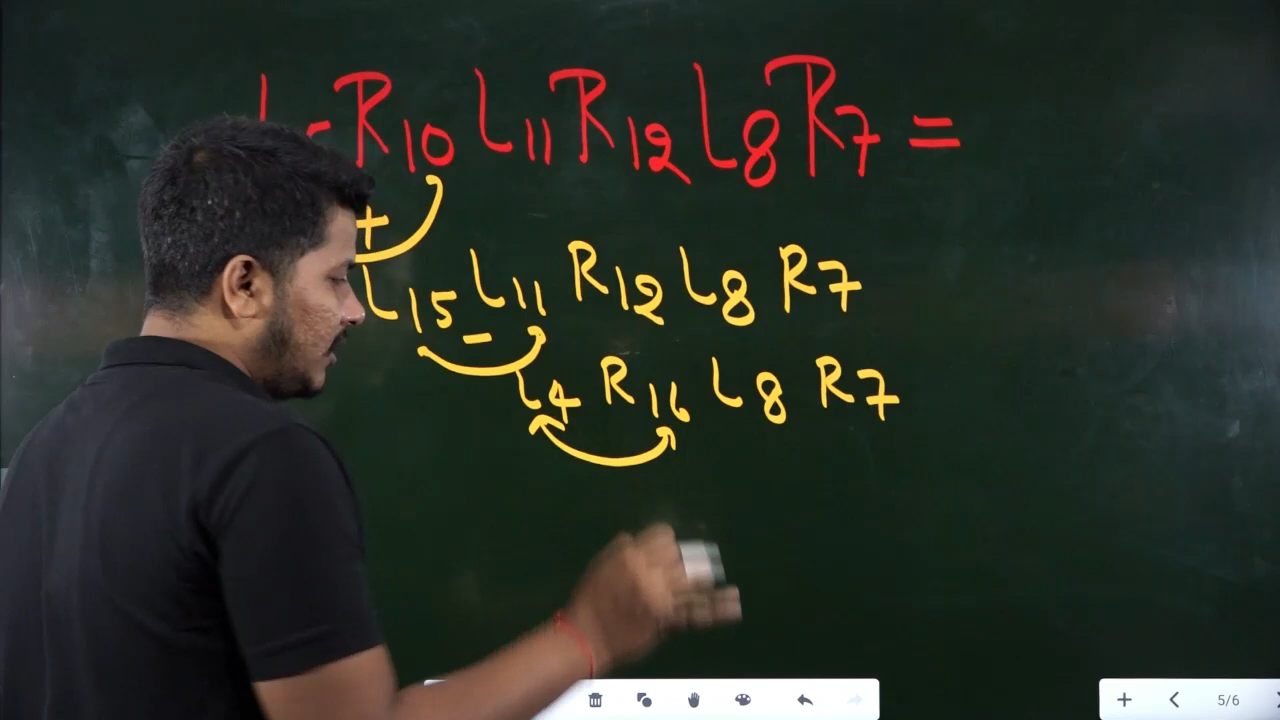 R10 L11 R12 L8 R7 =
+
L15 L11 R12 L8 R7
-
L4 R16 L8 R7
5/6